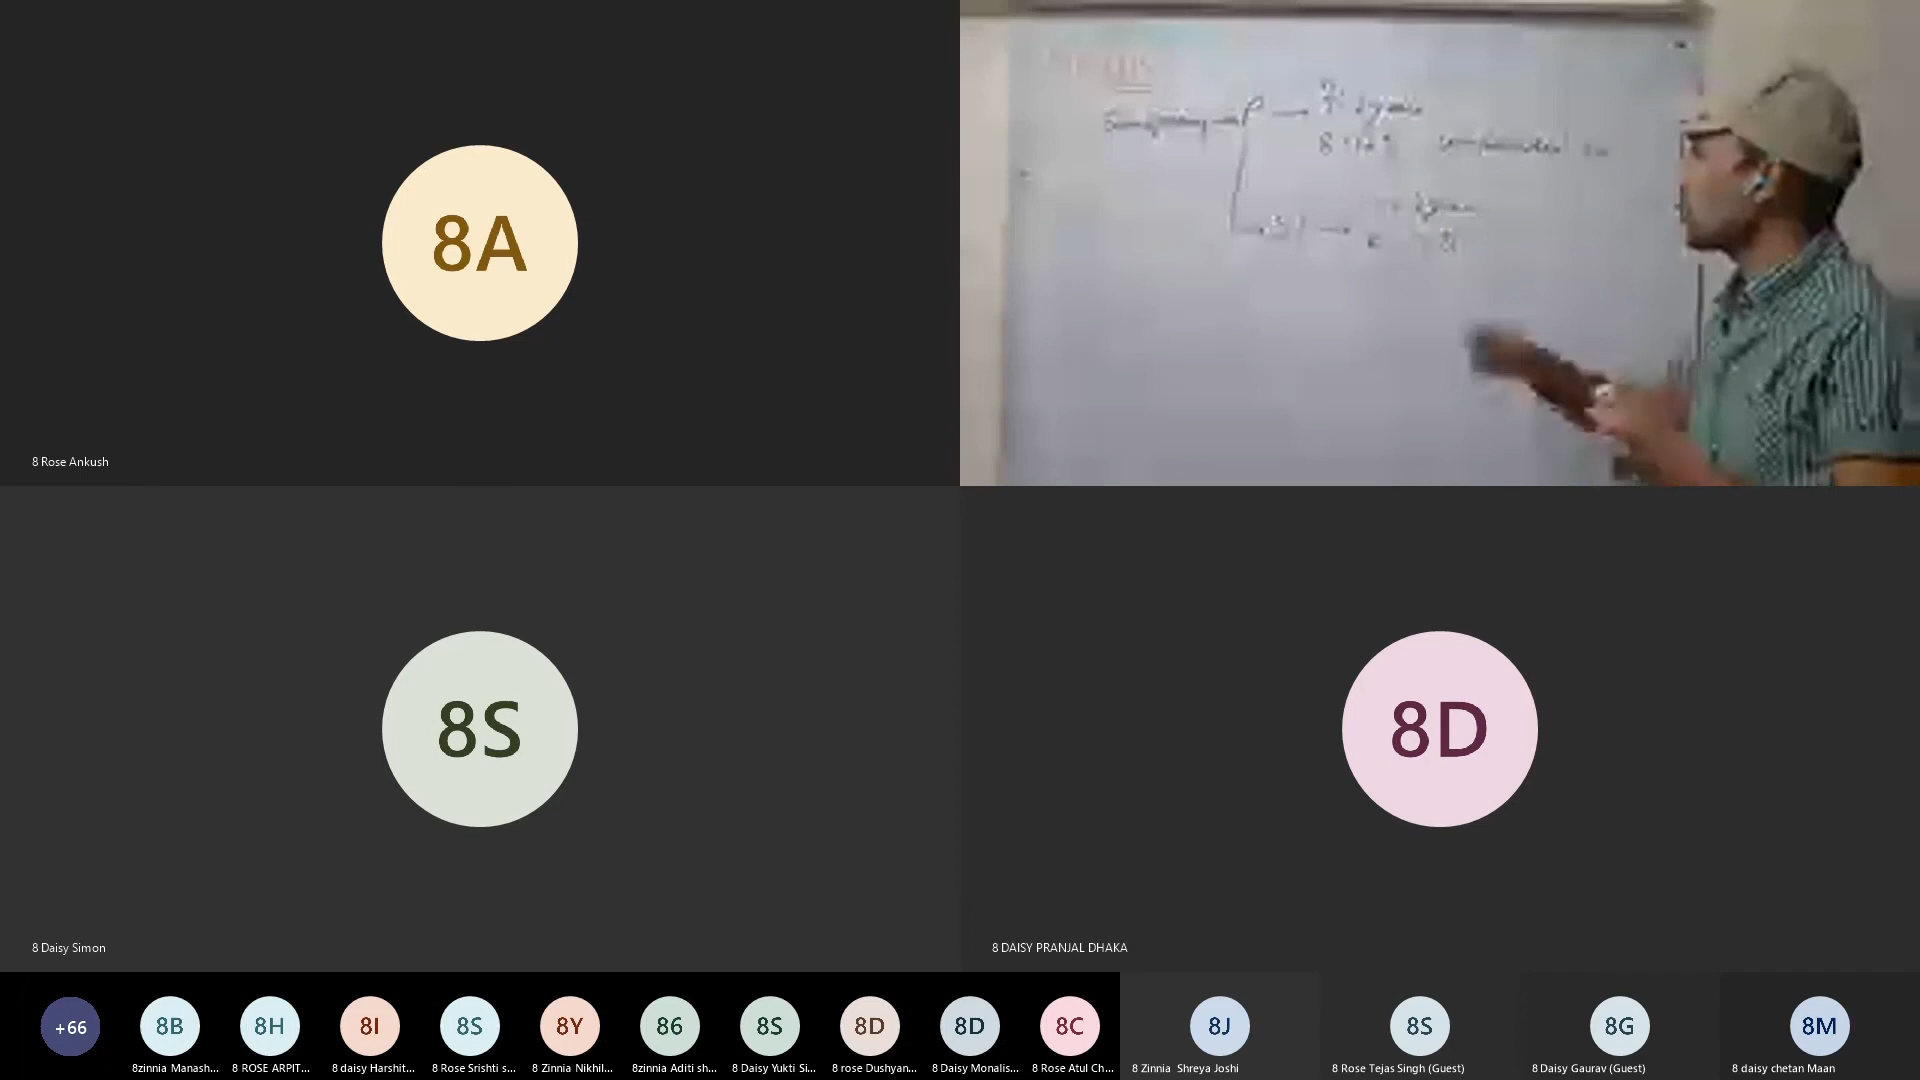 8A
8 Rose Ankush
8S
8 Daisy Simon
8D
8 DAISY PRANJAL DHAKA
+66
8B
8H
8I
8S
8Y
86
8S
8D
8D
8C
8J
8S
8G
8M
8zinnia Manash...
8 ROSE ARPIT...
8 daisy Harshit...
8 Rose Srishti s...
8 Zinnia Nikhil...
8zinnia Aditi sh...
8 Daisy Yukti Si...
8 rose Dushyan...
8 Daisy Monalis...
8 Rose Atul Ch...
8 Zinnia Shreya Joshi
8 Rose Tejas Singh (Guest)
8 Daisy Gaurav (Guest)
8 daisy chetan Maan